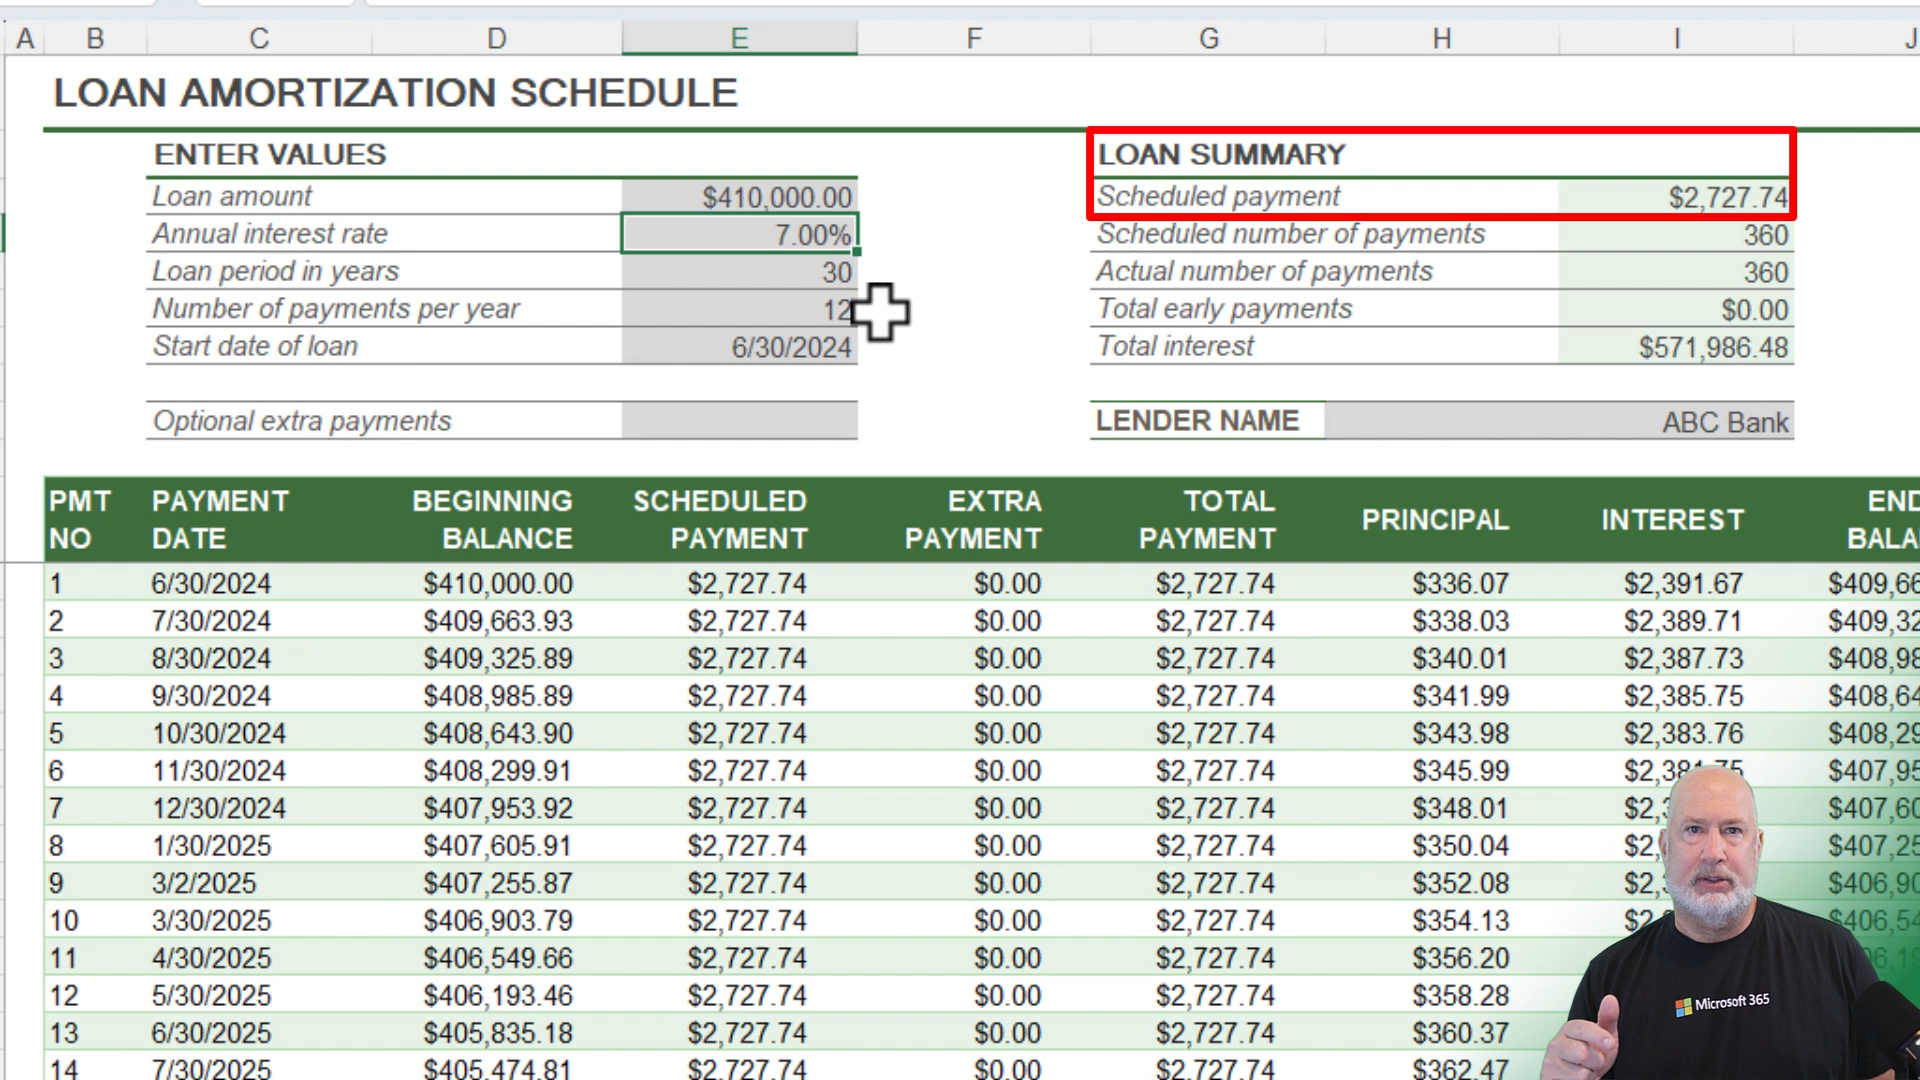 A B C D E F G H I J
LOAN AMORTIZATION SCHEDULE
ENTER VALUES
Loan amount $410,000.00
Annual interest rate 7.00%
Loan period in years 30
Number of payments per year 12
Start date of loan 6/30/2024
Optional extra payments
LOAN SUMMARY
Scheduled payment $2,727.74
Scheduled number of payments 360
Actual number of payments 360
Total early payments $0.00
Total interest $571,986.48
LENDER NAME ABC Bank
PMT PAYMENT BEGINNING SCHEDULED EXTRA TOTAL PRINCIPAL INTEREST
NO DATE BALANCE PAYMENT PAYMENT PAYMENT
1 6/30/2024 $410,000.00 $2,727.74 $0.00 $2,727.74 $336.07 $2,391.67
2 7/30/2024 $409,663.93 $2,727.74 $0.00 $2,727.74 $338.03 $2,389.71
3 8/30/2024 $409,325.89 $2,727.74 $0.00 $2,727.74 $340.01 $2,387.73
4 9/30/2024 $408,985.89 $2,727.74 $0.00 $2,727.74 $341.99 $2,385.75
5 10/30/2024 $408,643.90 $2,727.74 $0.00 $2,727.74 $343.98 $2,383.76
6 11/30/2024 $408,299.91 $2,727.74 $0.00 $2,727.74 $345.99 $2,381.75
7 12/30/2024 $407,953.92 $2,727.74 $0.00 $2,727.74 $348.01
8 1/30/2025 $407,605.91 $2,727.74 $0.00 $2,727.74 $350.04
9 3/2/2025 $407,255.87 $2,727.74 $0.00 $2,727.74 $352.08
10 3/30/2025 $406,903.79 $2,727.74 $0.00 $2,727.74 $354.13
11 4/30/2025 $406,549.66 $2,727.74 $0.00 $2,727.74 $356.20
12 5/30/2025 $406,193.46 $2,727.74 $0.00 $2,727.74 $358.28
13 6/30/2025 $405,835.18 $2,727.74 $0.00 $2,727.74 $360.37
14 7/30/2025 $405,474.81 $2,727.74 $0.00 $2,727.74 $362.47
Microsoft 365